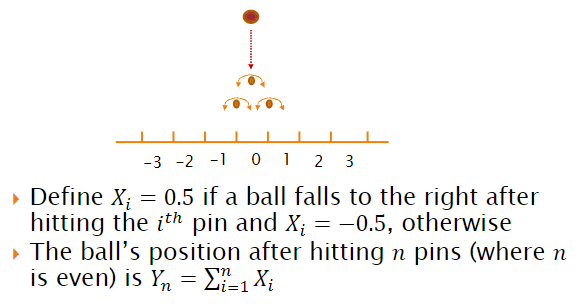 -3 -2 -1 0 1 2 3
▸ Define $X_i = 0.5$ if a ball falls to the right after
hitting the $i^{th}$ pin and $X_i = -0.5$, otherwise
▸ The ball's position after hitting $n$ pins (where $n$
is even) is $Y_n = \sum_{i=1}^{n} X_i$